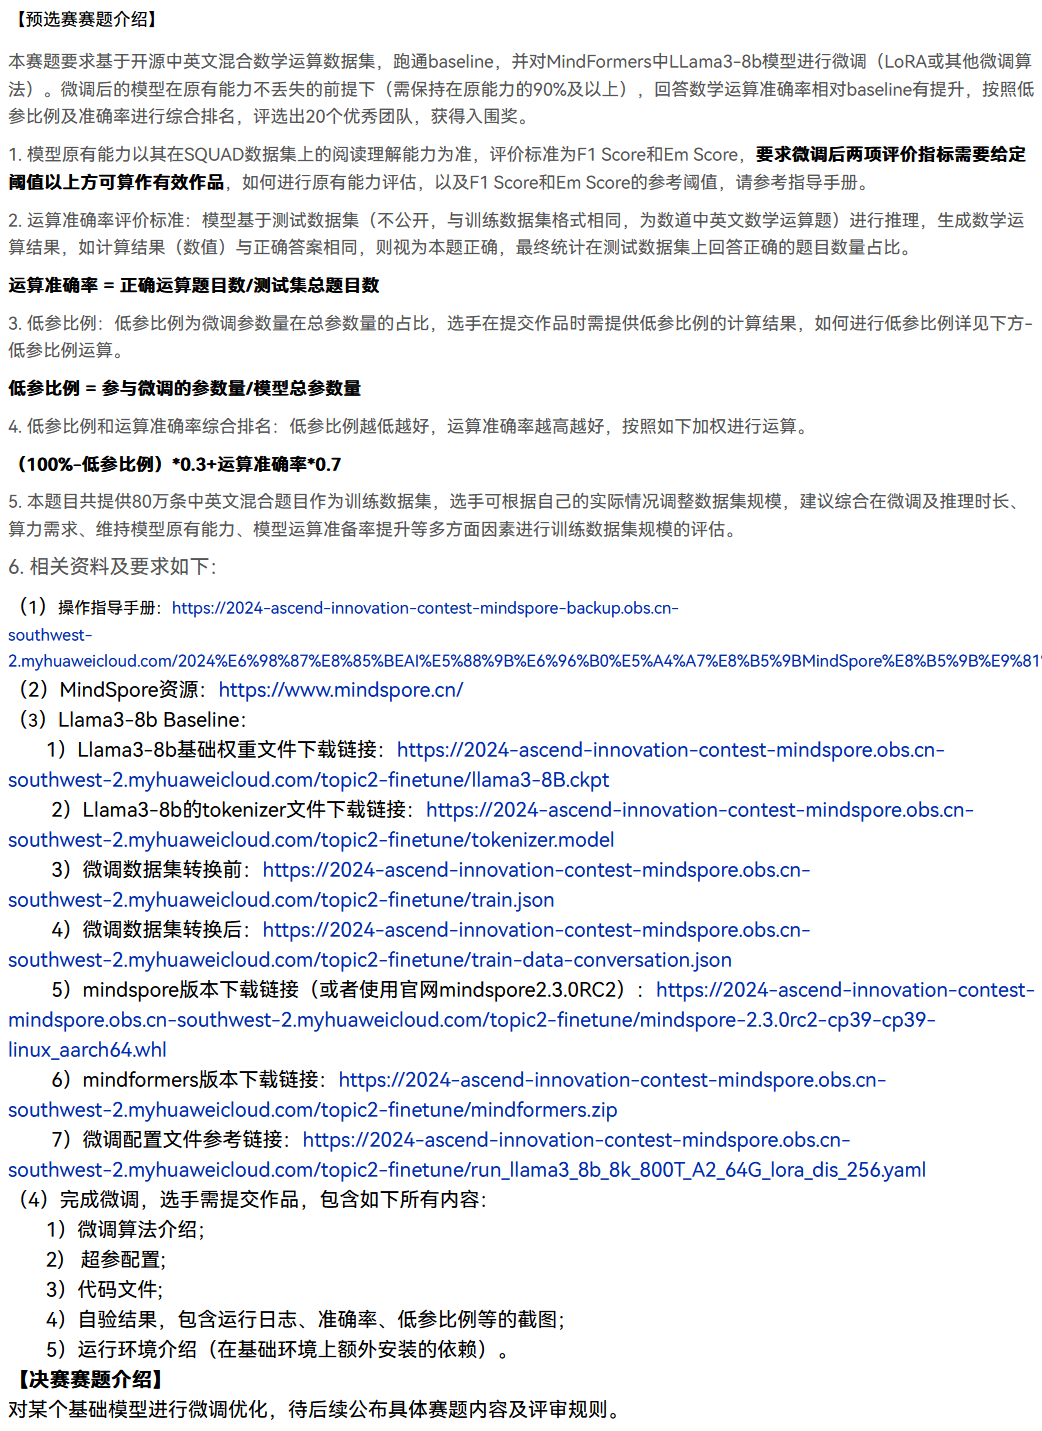 【预选赛赛题介绍】
本赛题要求基于开源中英文混合数学运算数据集，跑通baseline，并对MindFormers中LLama3-8b模型进行微调（LoRA或其他微调算
法）。微调后的模型在原有能力不丢失的前提下（需保持在原能力的90%及以上），回答数学运算准确率相对baseline有提升，按照低
参比例及准确率进行综合排名，评选出20个优秀团队，获得入围奖。
1. 模型原有能力以其在SQUAD数据集上的阅读理解能力为准，评价标准为F1 Score和Em Score，要求微调后两项评价指标需要给定
阈值以上方可算作有效作品，如何进行原有能力评估，以及F1 Score和Em Score的参考阈值，请参考指导手册。
2. 运算准确率评价标准：模型基于测试数据集（不公开，与训练数据集格式相同，为数道中英文数学运算题）进行推理，生成数学运
算结果，如计算结果（数值）与正确答案相同，则视为本题正确，最终统计在测试数据集上回答正确的题目数量占比。
运算准确率 = 正确运算题目数/测试集总题目数
3. 低参比例：低参比例为微调参数量在总参数量的占比，选手在提交作品时需提供低参比例的计算结果，如何进行低参比例详见下方-
低参比例运算。
低参比例 = 参与微调的参数量/模型总参数量
4. 低参比例和运算准确率综合排名：低参比例越低越好，运算准确率越高越好，按照如下加权进行运算。
（100%-低参比例）*0.3+运算准确率*0.7
5. 本题目共提供80万条中英文混合题目作为训练数据集，选手可根据自己的实际情况调整数据集规模，建议综合在微调及推理时长、
算力需求、维持模型原有能力、模型运算准备率提升等多方面因素进行训练数据集规模的评估。
6. 相关资料及要求如下：
（1）操作指导手册：https://2024-ascend-innovation-contest-mindspore-backup.obs.cn-
southwest-
2.myhuaweicloud.com/2024%E6%98%87%E8%85%BEAI%E5%88%9B%E6%96%B0%E5%A4%A7%E8%B5%9BMindSpore%E8%B5%9B%E9%81%
（2）MindSpore资源：https://www.mindspore.cn/
（3）Llama3-8b Baseline：
1）Llama3-8b基础权重文件下载链接：https://2024-ascend-innovation-contest-mindspore.obs.cn-
southwest-2.myhuaweicloud.com/topic2-finetune/llama3-8B.ckpt
2）Llama3-8b的tokenizer文件下载链接：https://2024-ascend-innovation-contest-mindspore.obs.cn-
southwest-2.myhuaweicloud.com/topic2-finetune/tokenizer.model
3）微调数据集转换前：https://2024-ascend-innovation-contest-mindspore.obs.cn-
southwest-2.myhuaweicloud.com/topic2-finetune/train.json
4）微调数据集转换后：https://2024-ascend-innovation-contest-mindspore.obs.cn-
southwest-2.myhuaweicloud.com/topic2-finetune/train-data-conversation.json
5）mindspore版本下载链接（或者使用官网mindspore2.3.0RC2）：https://2024-ascend-innovation-contest-
mindspore.obs.cn-southwest-2.myhuaweicloud.com/topic2-finetune/mindspore-2.3.0rc2-cp39-cp39-
linux_aarch64.whl
6）mindformers版本下载链接：https://2024-ascend-innovation-contest-mindspore.obs.cn-
southwest-2.myhuaweicloud.com/topic2-finetune/mindformers.zip
7）微调配置文件参考链接：https://2024-ascend-innovation-contest-mindspore.obs.cn-
southwest-2.myhuaweicloud.com/topic2-finetune/run_llama3_8b_8k_800T_A2_64G_lora_dis_256.yaml
（4）完成微调，选手需提交作品，包含如下所有内容：
1）微调算法介绍；
2） 超参配置；
3）代码文件；
4）自验结果，包含运行日志、准确率、低参比例等的截图；
5）运行环境介绍（在基础环境上额外安装的依赖）。
【决赛赛题介绍】
对某个基础模型进行微调优化，待后续公布具体赛题内容及评审规则。